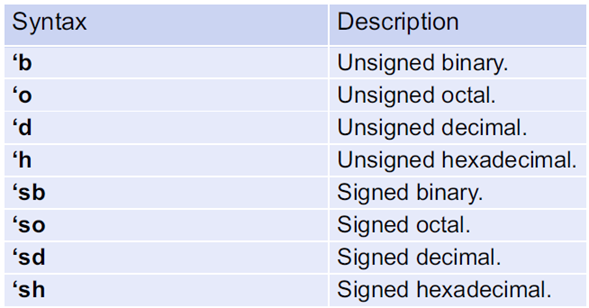 Syntax Description
‘b Unsigned binary.
‘o Unsigned octal.
‘d Unsigned decimal.
‘h Unsigned hexadecimal.
‘sb Signed binary.
‘so Signed octal.
‘sd Signed decimal.
‘sh Signed hexadecimal.